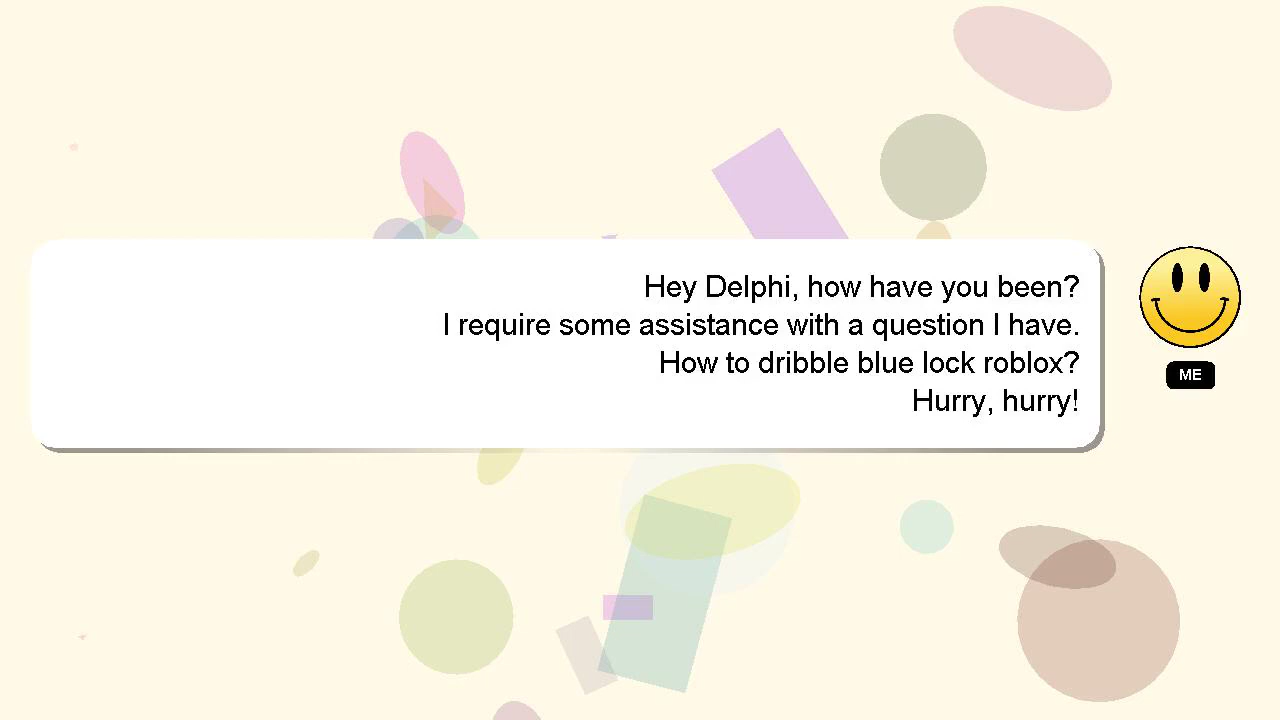 Hey Delphi, how have you been?
I require some assistance with a question I have.
How to dribble blue lock roblox?
Hurry, hurry!
ME